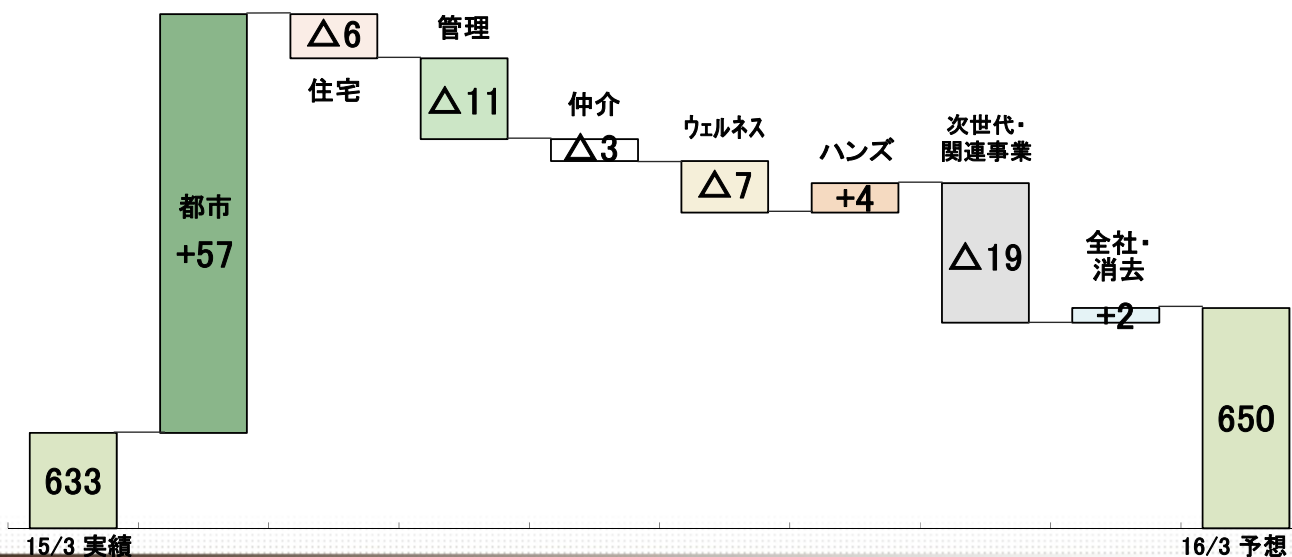 633
15/3 実績
都市
+57
△6
住宅
管理
△11
仲介
△3
ウェルネス
△7
ハンズ
+4
次世代・
関連事業
△19
全社・
消去
+2
650
16/3 予想